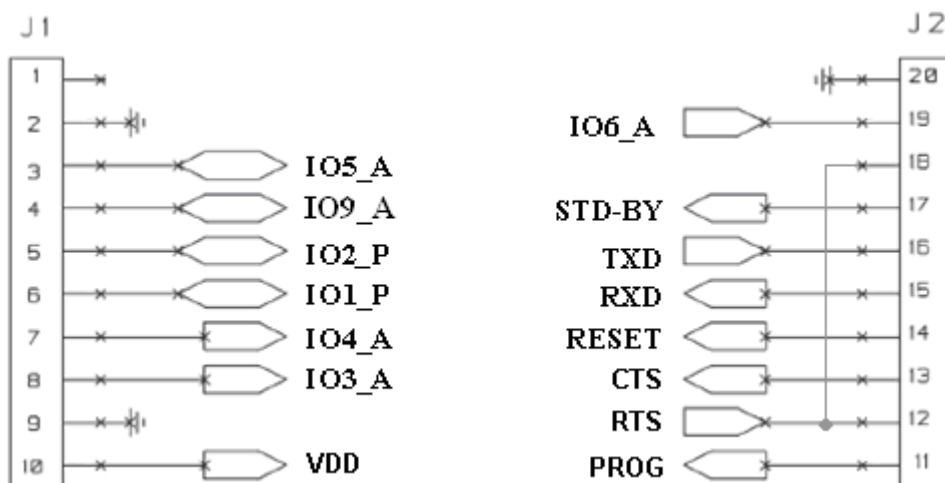 J1
J2
1
20
2
IO6_A
19
3
IO5_A
18
4
IO9_A
STD-BY
17
5
IO2_P
TXD
16
6
IO1_P
RXD
15
7
IO4_A
RESET
14
8
IO3_A
CTS
13
9
RTS
12
10
VDD
PROG
11